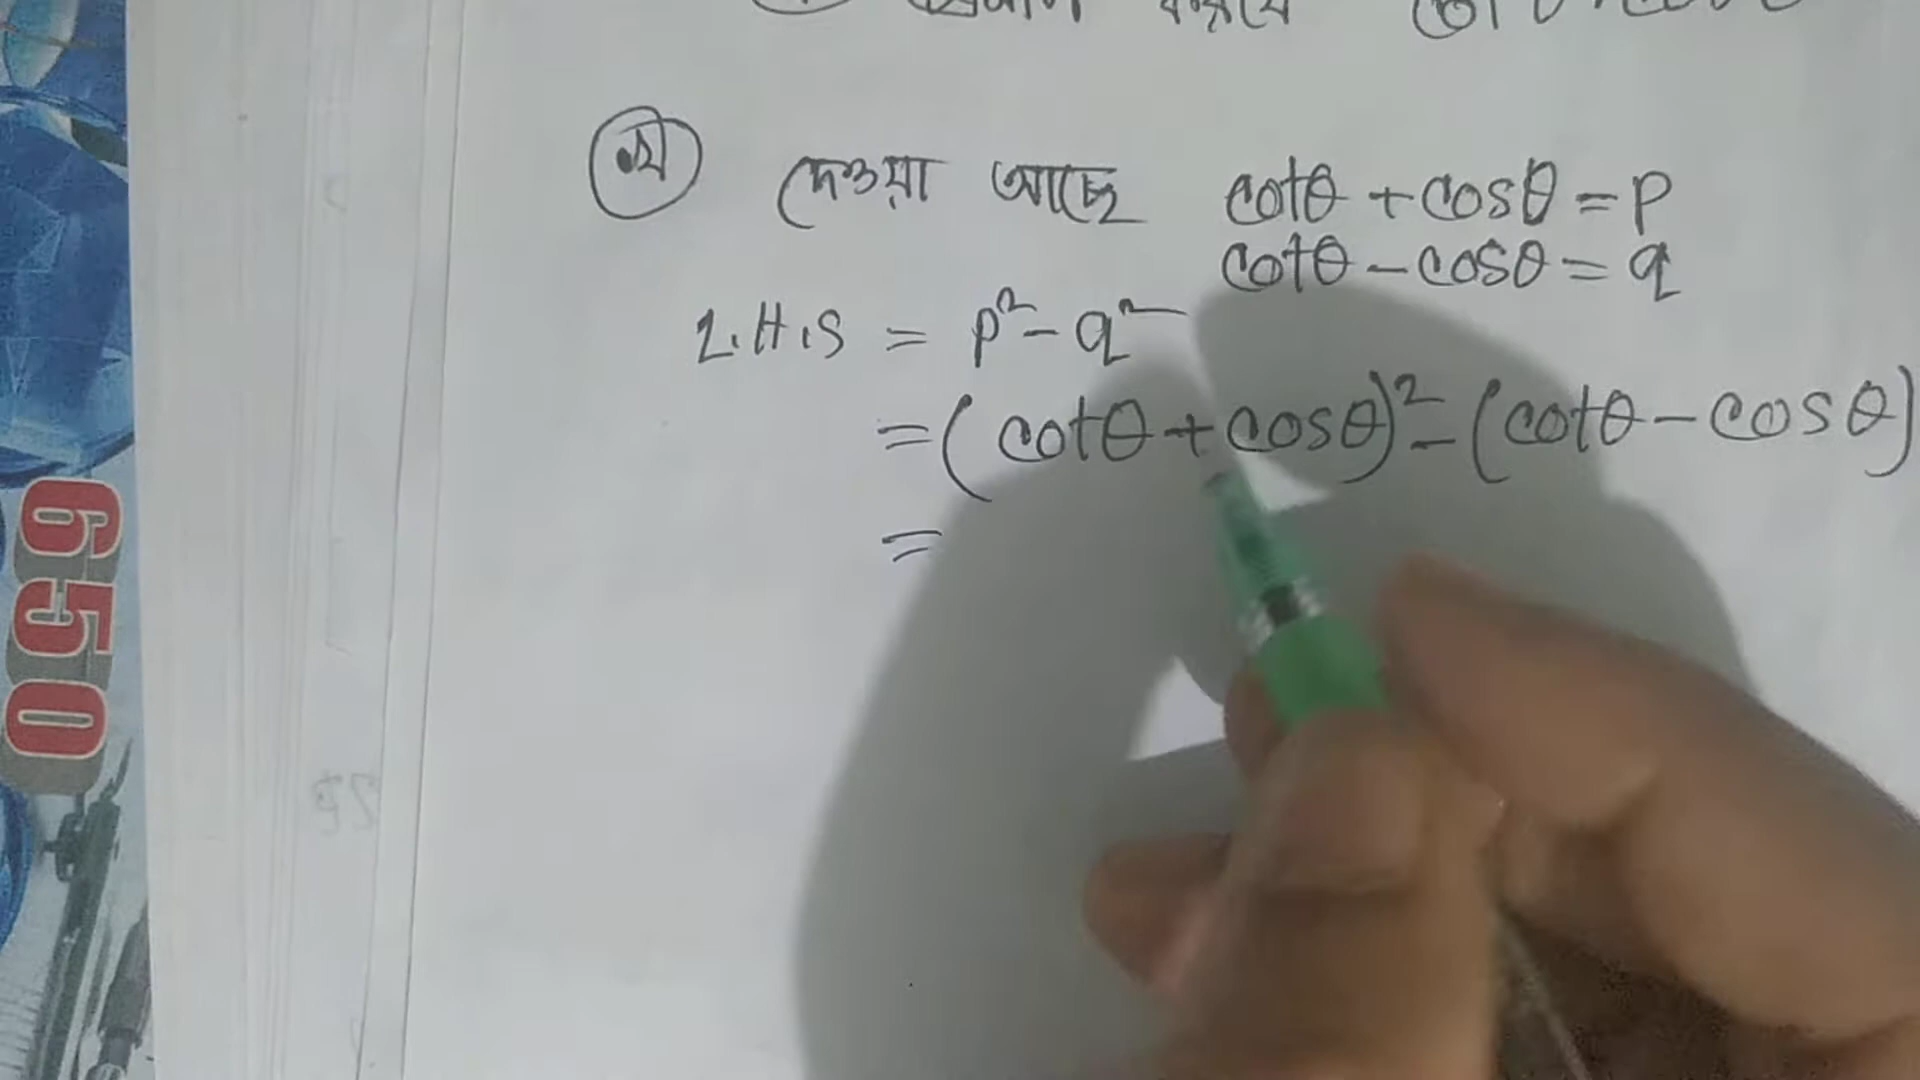 খ দেওয়া আছে cotθ + cosθ = p
cotθ - cosθ = q
L.H.S = p² - q²
= (cotθ + cosθ)² - (cotθ - cosθ)
=
650